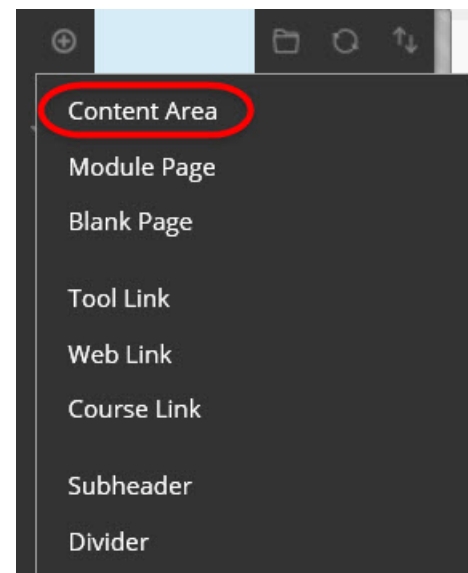 Content Area
Module Page
Blank Page
Tool Link
Web Link
Course Link
Subheader
Divider